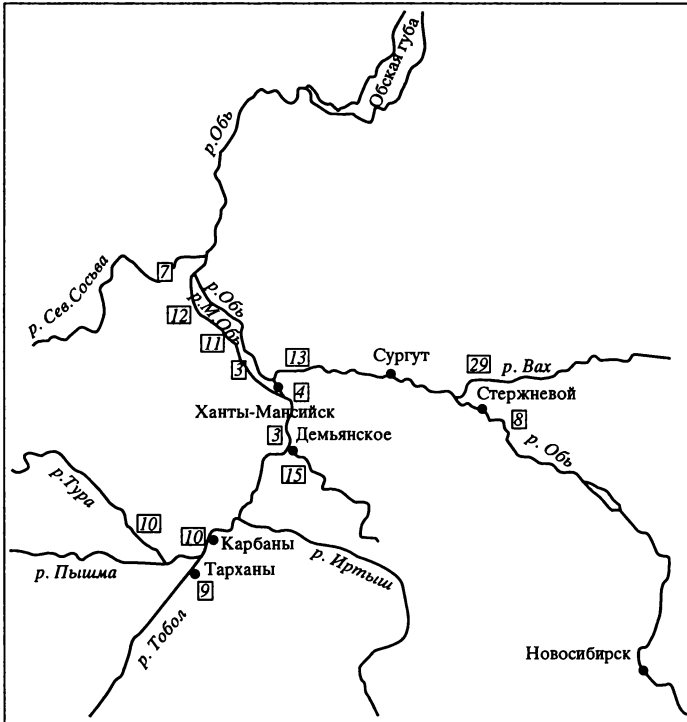 Обская губа
р.Обь
7
р. Сев.Сосьва
р.Обь
р.М.Обь
12
11
3
13
Сургут
29
р. Вах
4
Ханты-Мансийск
Стержневой
8
3
Демьянское
р. Обь
15
р.Тура
10
10
Карбаны
р. Иртыш
р. Пышма
Тарханы
9
р. Тобол
Новосибирск